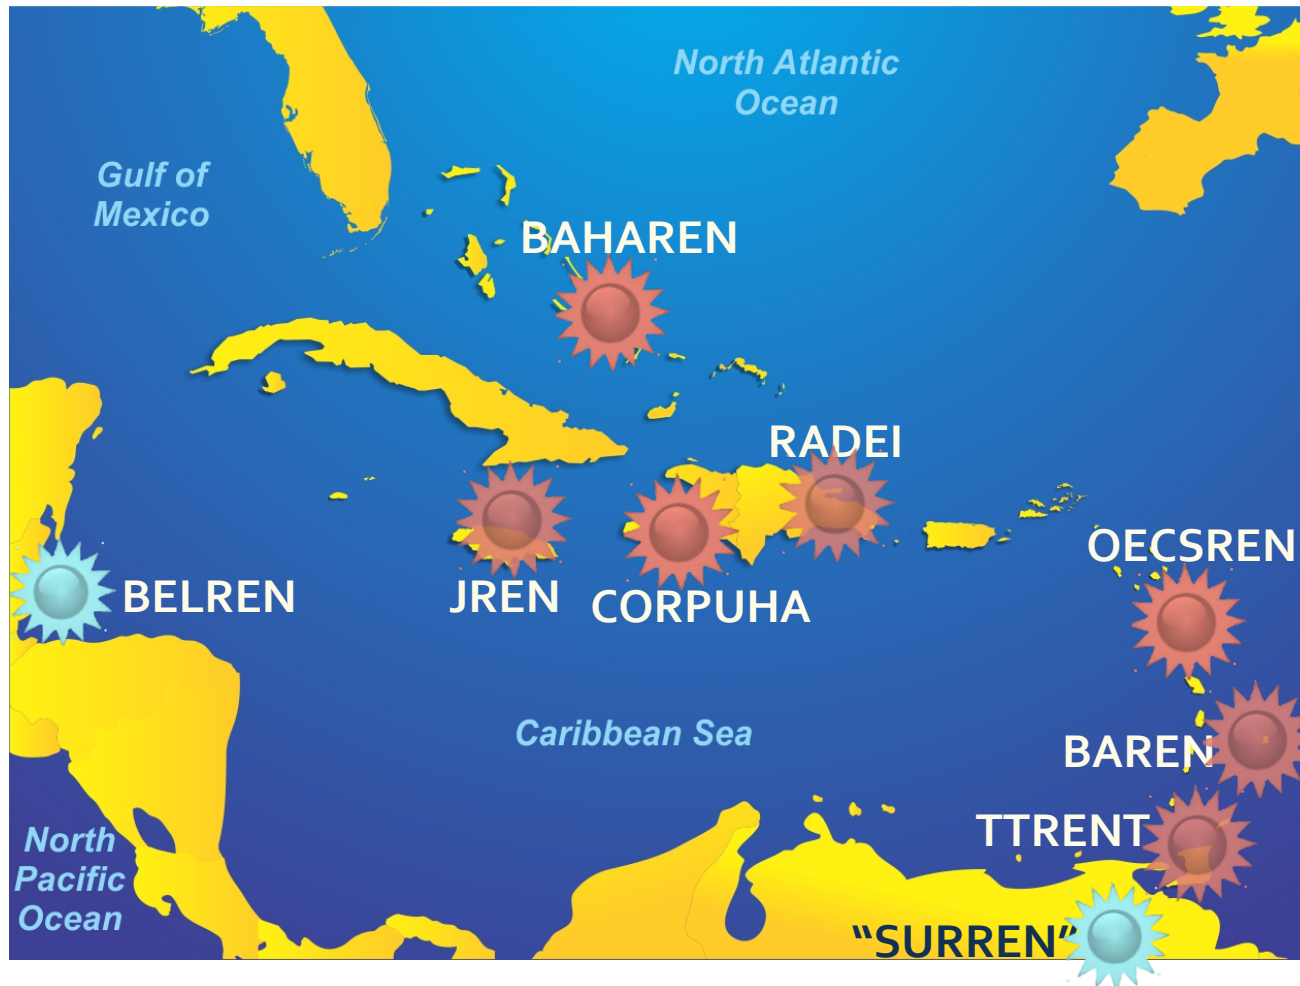 North Atlantic
Ocean
Gulf of
Mexico
BAHAREN
RADEI
OECSREN
BELREN
JREN
CORPUHA
Caribbean Sea
BAREN
TTRENT
North
Pacific
Ocean
“SURREN”